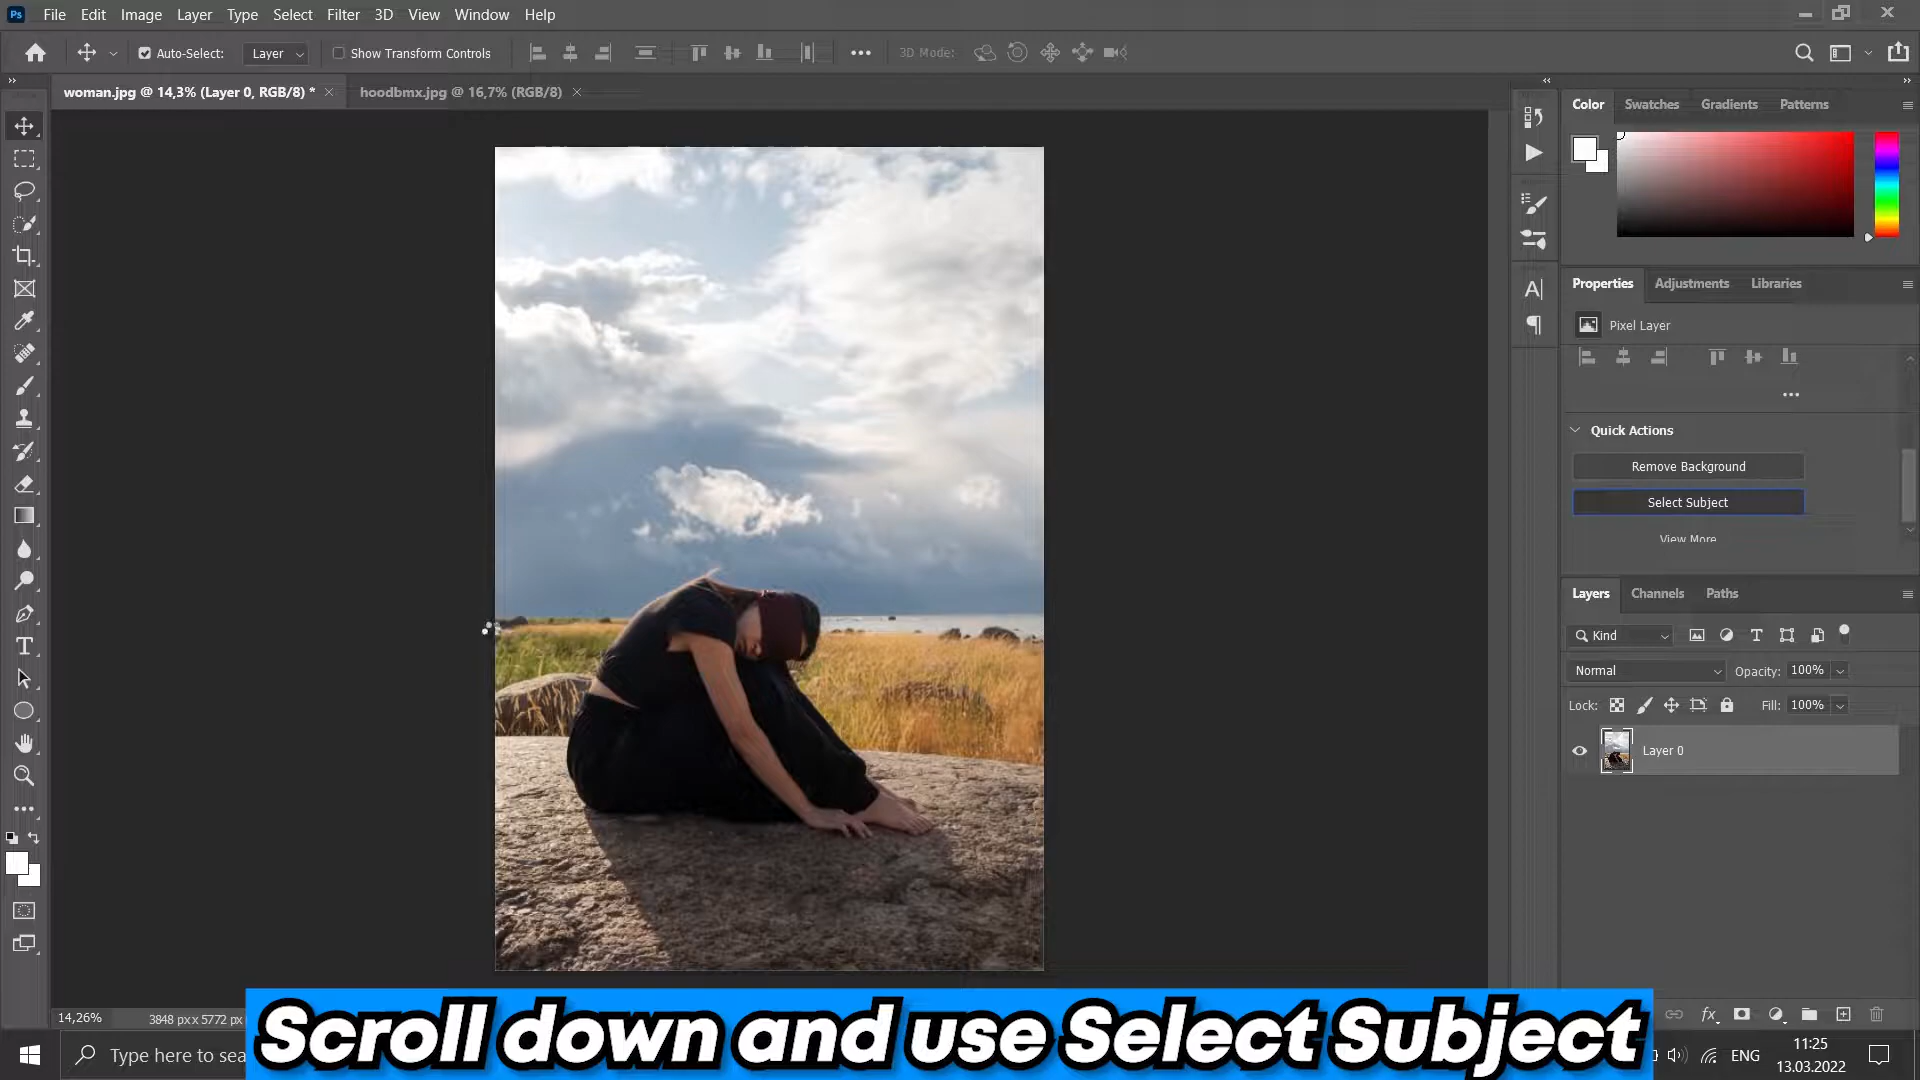 Ps File Edit Image Layer Type Select Filter 3D View Window Help
Auto-Select: Layer Show Transform Controls 3D Mode:
woman.jpg @ 14,3% (Layer 0, RGB/8) * hoodbmx.jpg @ 16,7% (RGB/8)
Color Swatches Gradients Patterns
Properties Adjustments Libraries
Pixel Layer
Quick Actions
Remove Background
Select Subject
View More
Layers Channels Paths
Kind
Normal Opacity: 100%
Lock: Fill: 100%
Layer 0
14,26% 3848 px x 5772 px
Scroll down and use Select Subject
Type here to sea
ENG
11:25
13.03.2022